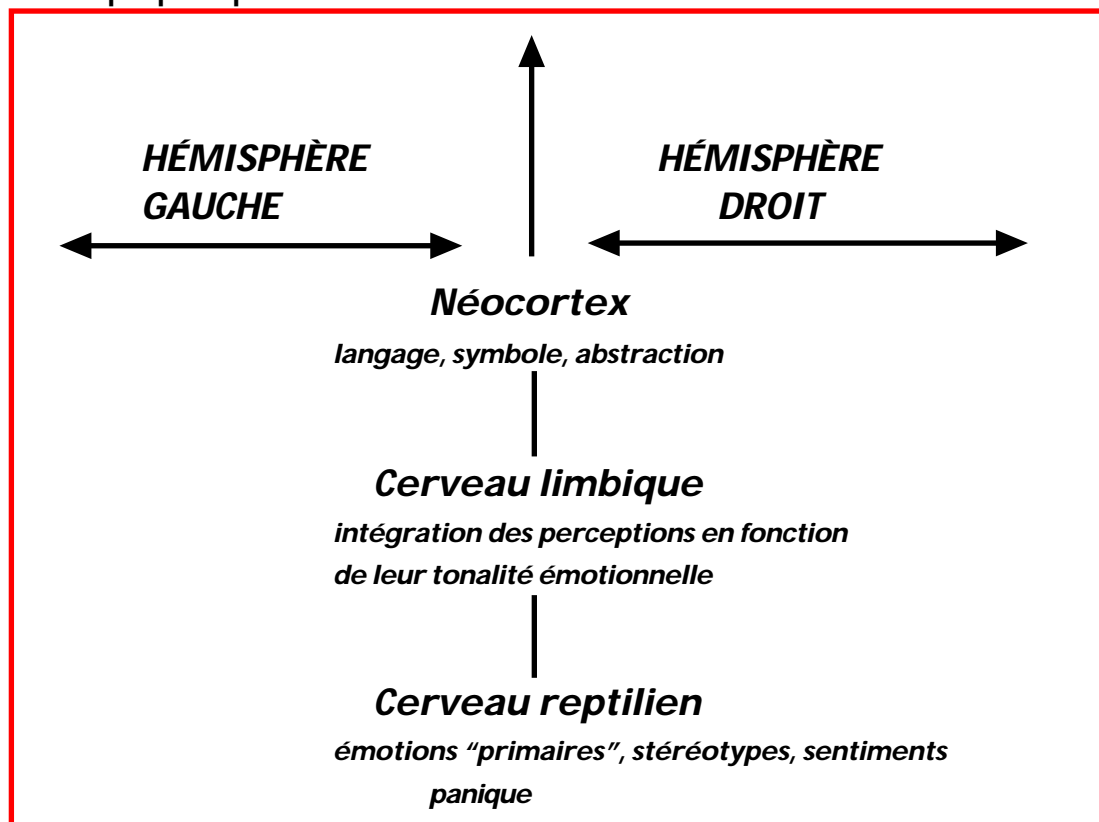 HÉMISPHÈRE GAUCHE
HÉMISPHÈRE DROIT
Néocortex
langage, symbole, abstraction
Cerveau limbique
intégration des perceptions en fonction
de leur tonalité émotionnelle
Cerveau reptilien
émotions “primaires”, stéréotypes, sentiments
panique